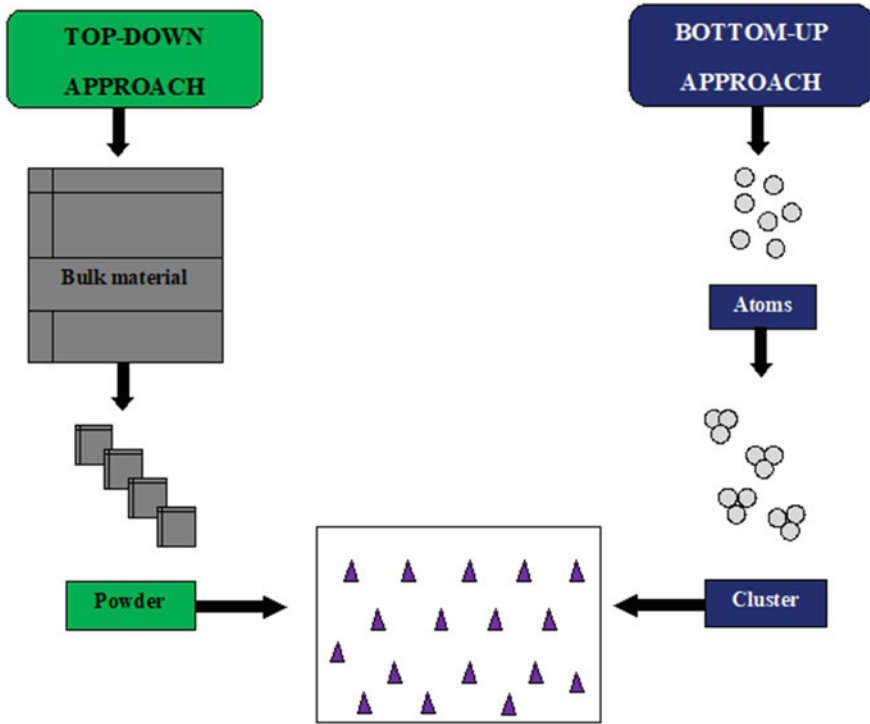 TOP-DOWN
APPROACH
BOTTOM-UP
APPROACH
Bulk material
Atoms
Powder
Cluster